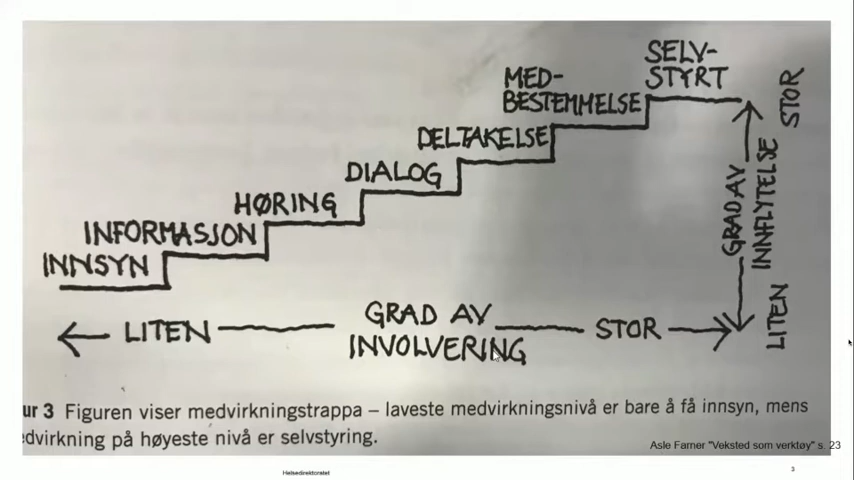 SELV-
STYRT
MED-
BESTEMMELSE
DELTAKELSE
DIALOG
HØRING
INFORMASJON
INNSYN
STOR
GRAD AV
INNFLYTELSE
LITEN
LITEN
GRAD AV
INVOLVERING
STOR
ur 3 Figuren viser medvirkningstrappa – laveste medvirkningsnivå er bare å få innsyn, mens
dvirkning på høyeste nivå er selvstyring.
Asle Farner "Veksted som verktøy" s. 23
Helsedirektoratet
3